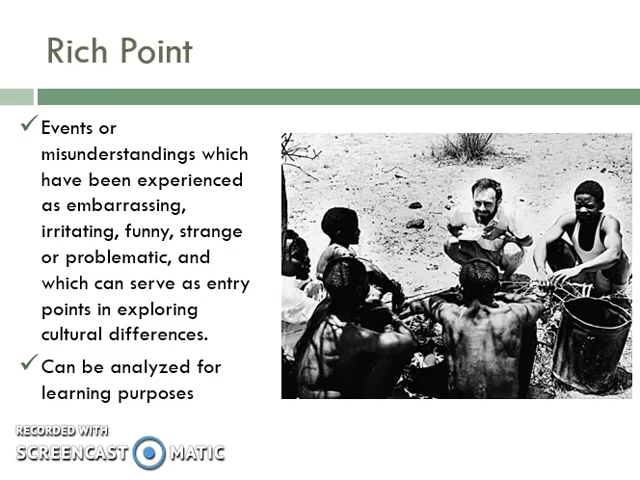 Rich Point
Events or
misunderstandings which
have been experienced
as embarrassing,
irritating, funny, strange
or problematic, and
which can serve as entry
points in exploring
cultural differences.
Can be analyzed for
learning purposes
RECORDED WITH
SCREENCAST MATIC